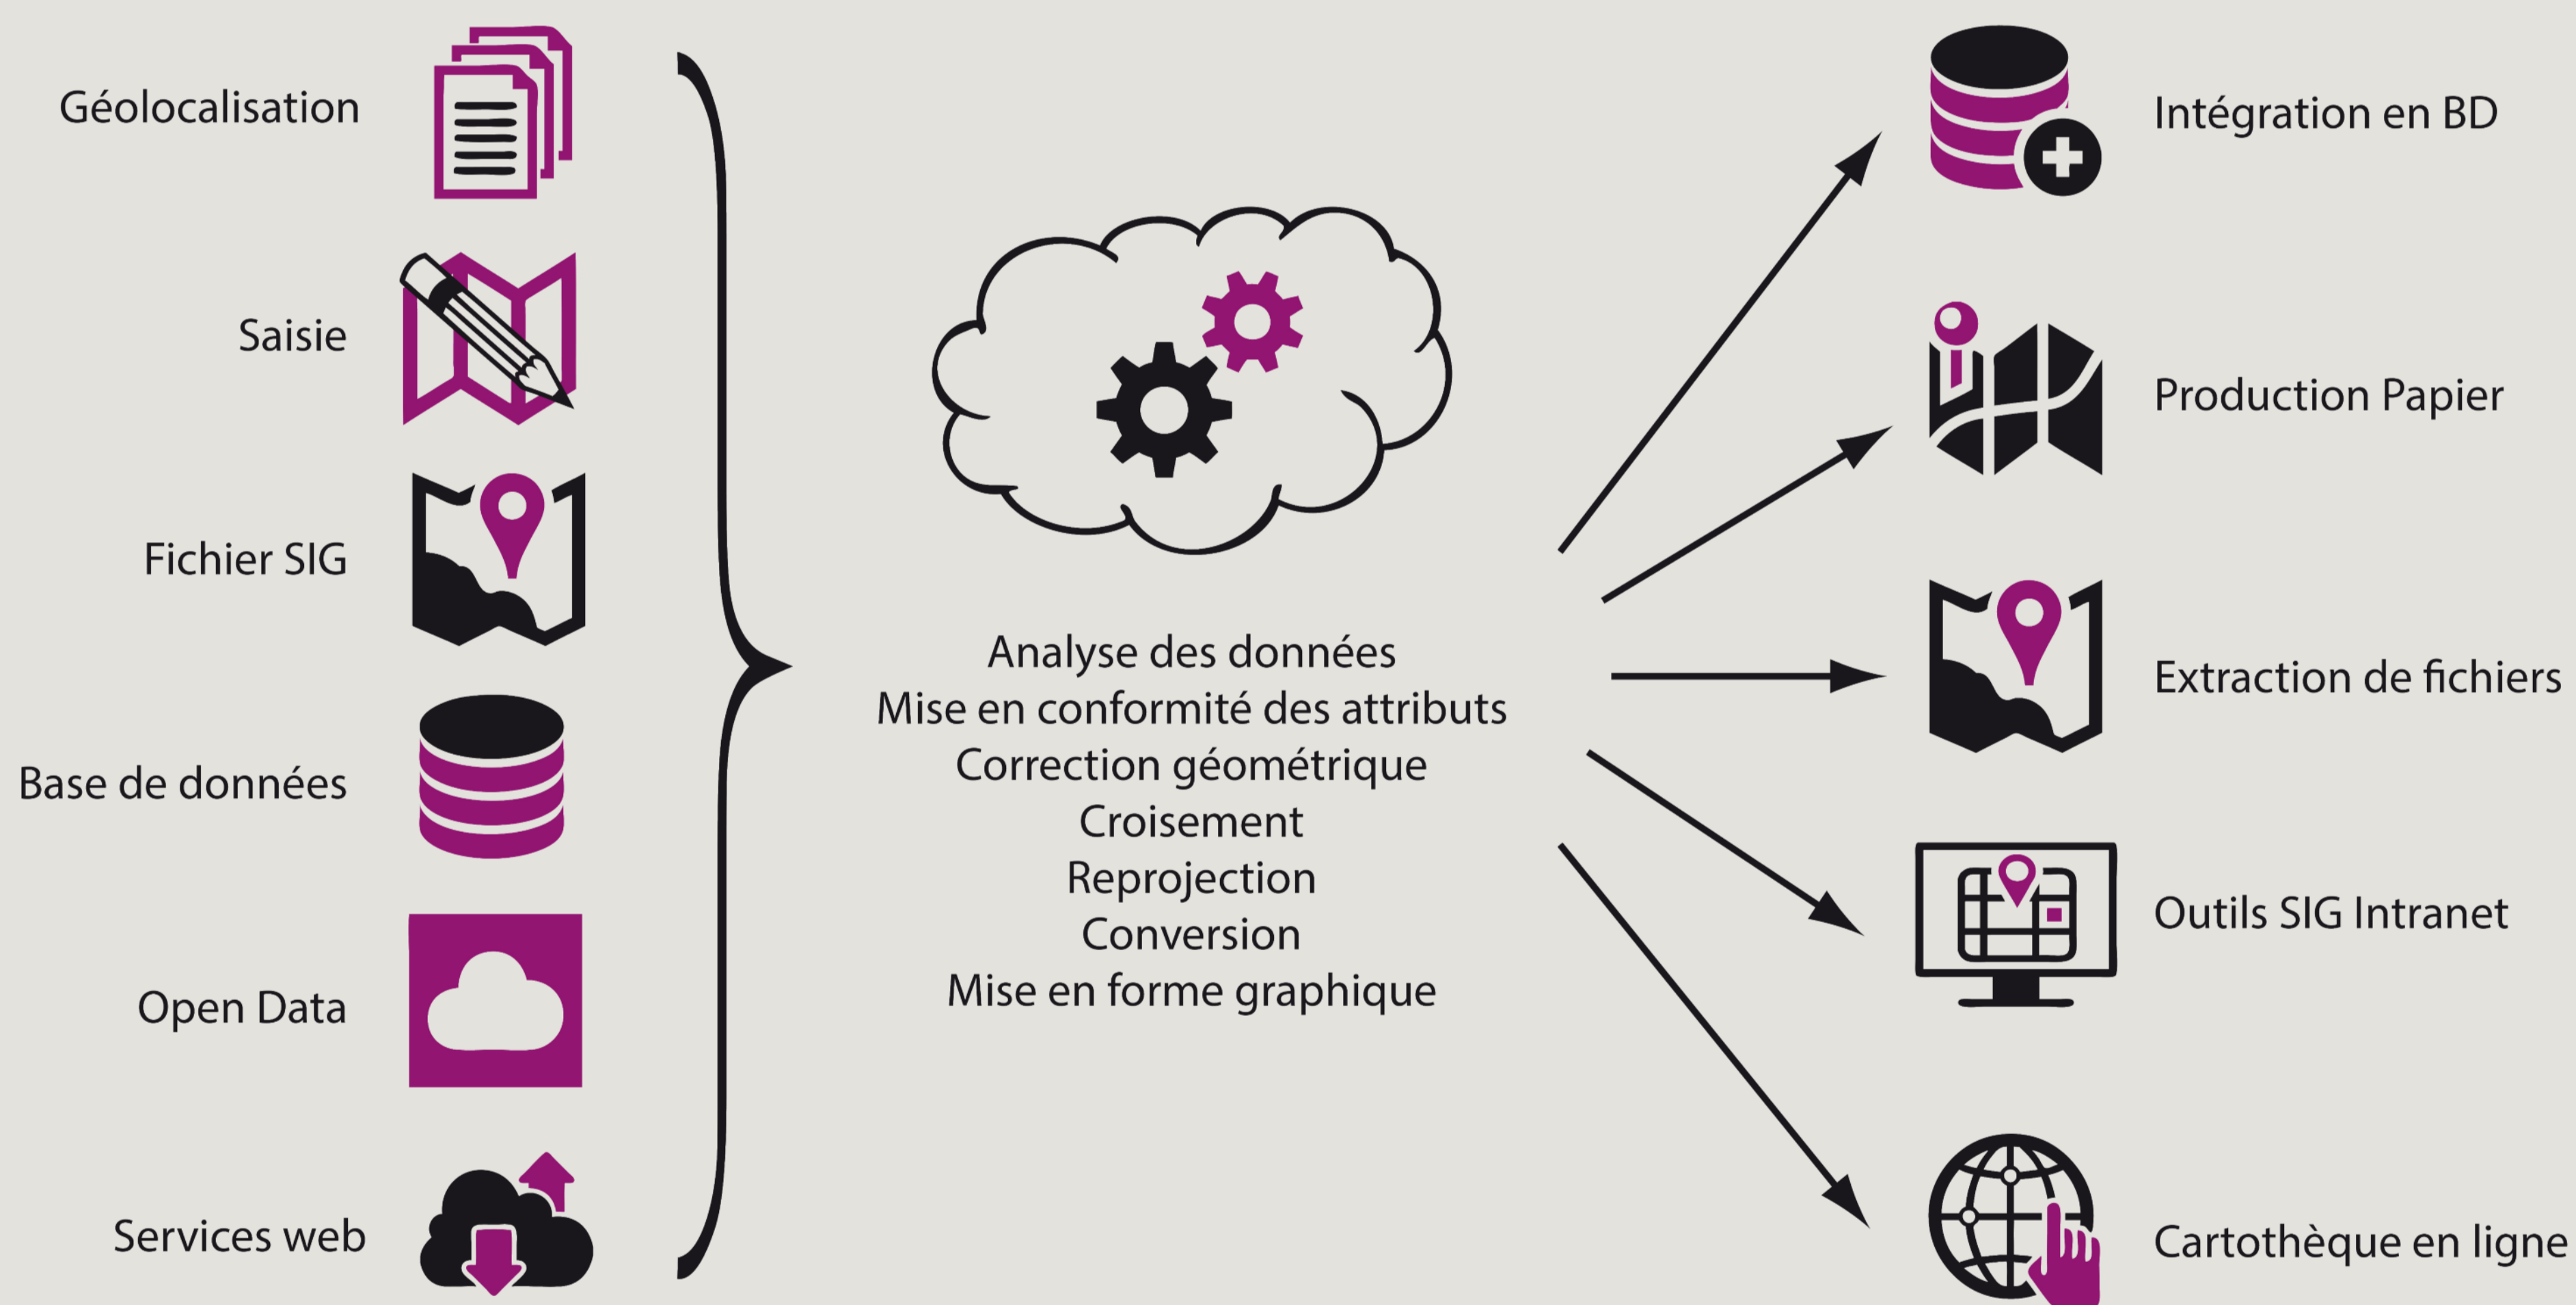 Géolocalisation
Saisie
Fichier SIG
Base de données
Open Data
Services web
Analyse des données
Mise en conformité des attributs
Correction géométrique
Croisement
Reprojection
Conversion
Mise en forme graphique
Intégration en BD
Production Papier
Extraction de fichiers
Outils SIG Intranet
Cartothèque en ligne